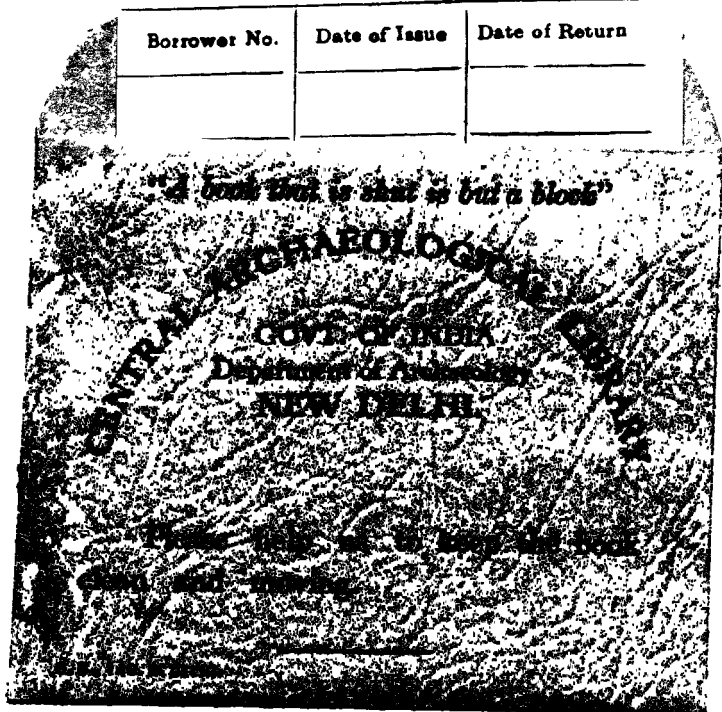 Borrower No. Date of Issue Date of Return
"A book that is shut is but a block"
CENTRAL ARCHAEOLOGICAL LIBRARY
GOVT. OF INDIA
Department of Archaeology
NEW DELHI.
Please help us to keep the book
clean and moving.